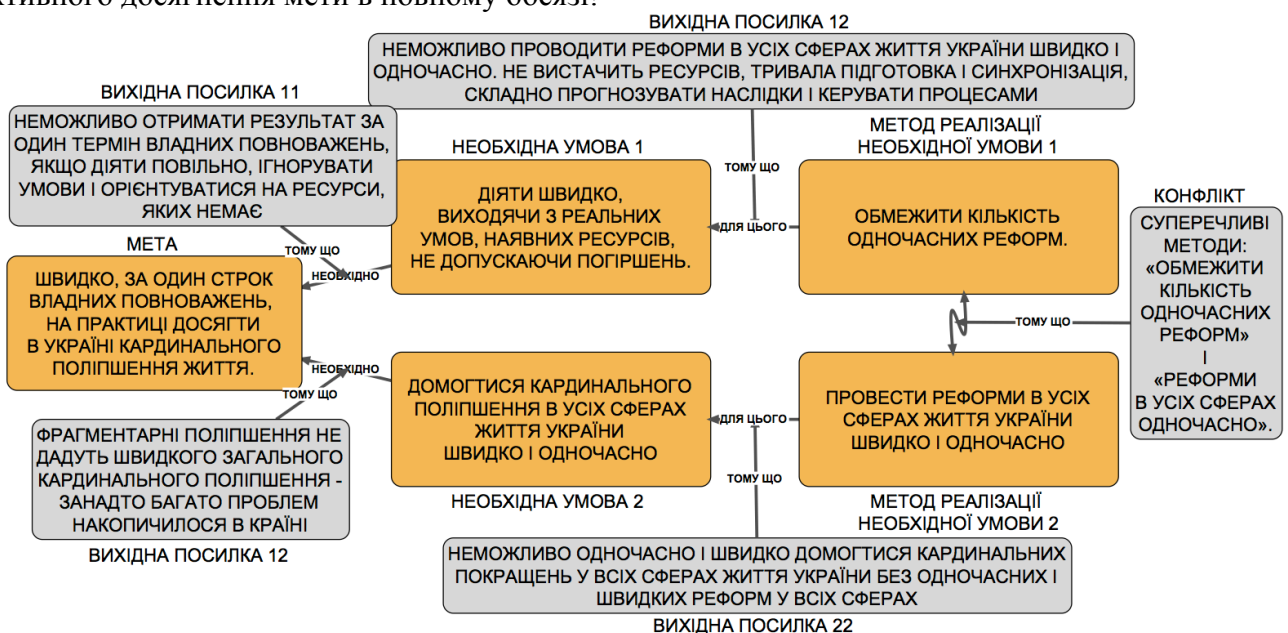 ктивного досягнення мети в повному обсязі:
ВИХІДНА ПОСИЛКА 12
НЕМОЖЛИВО ПРОВОДИТИ РЕФОРМИ В УСІХ СФЕРАХ ЖИТТЯ УКРАЇНИ ШВИДКО І
ОДНОЧАСНО. НЕ ВИСТАЧИТЬ РЕСУРСІВ, ТРИВАЛА ПІДГОТОВКА І СИНХРОНІЗАЦІЯ,
СКЛАДНО ПРОГНОЗУВАТИ НАСЛІДКИ І КЕРУВАТИ ПРОЦЕСАМИ
ВИХІДНА ПОСИЛКА 11
НЕМОЖЛИВО ОТРИМАТИ РЕЗУЛЬТАТ ЗА
ОДИН ТЕРМІН ВЛАДНИХ ПОВНОВАЖЕНЬ,
ЯКЩО ДІЯТИ ПОВІЛЬНО, ІГНОРУВАТИ
УМОВИ І ОРІЄНТУВАТИСЯ НА РЕСУРСИ,
ЯКИХ НЕМАЄ
НЕОБХІДНА УМОВА 1
ДІЯТИ ШВИДКО,
ВИХОДЯЧИ З РЕАЛЬНИХ
УМОВ, НАЯВНИХ РЕСУРСІВ,
НЕ ДОПУСКАЮЧИ ПОГІРШЕНЬ.
ТОМУ ЩО
ДЛЯ ЦЬОГО
МЕТОД РЕАЛІЗАЦІЇ
НЕОБХІДНОЇ УМОВИ 1
ОБМЕЖИТИ КІЛЬКІСТЬ
ОДНОЧАСНИХ РЕФОРМ.
КОНФЛІКТ
СУПЕРЕЧЛИВІ
МЕТОДИ:
«ОБМЕЖИТИ
КІЛЬКІСТЬ
ОДНОЧАСНИХ
РЕФОРМ»
І
«РЕФОРМИ
В УСІХ СФЕРАХ
ОДНОЧАСНО».
ТОМУ ЩО
МЕТА
ТОМУ ЩО
НЕОБХІДНО
ШВИДКО, ЗА ОДИН СТРОК
ВЛАДНИХ ПОВНОВАЖЕНЬ,
НА ПРАКТИЦІ ДОСЯГТИ
В УКРАЇНІ КАРДИНАЛЬНОГО
ПОЛІПШЕННЯ ЖИТТЯ.
НЕОБХІДНО
ТОМУ ЩО
ДОМОГТИСЯ КАРДИНАЛЬНОГО
ПОЛІПШЕННЯ В УСІХ СФЕРАХ
ЖИТТЯ УКРАЇНИ
ШВИДКО І ОДНОЧАСНО
НЕОБХІДНА УМОВА 2
ДЛЯ ЦЬОГО
ТОМУ ЩО
ПРОВЕСТИ РЕФОРМИ В УСІХ
СФЕРАХ ЖИТТЯ УКРАЇНИ
ШВИДКО І ОДНОЧАСНО
МЕТОД РЕАЛІЗАЦІЇ
НЕОБХІДНОЇ УМОВИ 2
ФРАГМЕНТАРНІ ПОЛІПШЕННЯ НЕ
ДАДУТЬ ШВИДКОГО ЗАГАЛЬНОГО
КАРДИНАЛЬНОГО ПОЛІПШЕННЯ -
ЗАНАДТО БАГАТО ПРОБЛЕМ
НАКОПИЧИЛОСЯ В КРАЇНІ
ВИХІДНА ПОСИЛКА 12
НЕМОЖЛИВО ОДНОЧАСНО І ШВИДКО ДОМОГТИСЯ КАРДИНАЛЬНИХ
ПОКРАЩЕНЬ У ВСІХ СФЕРАХ ЖИТТЯ УКРАЇНИ БЕЗ ОДНОЧАСНИХ І
ШВИДКИХ РЕФОРМ У ВСІХ СФЕРАХ
ВИХІДНА ПОСИЛКА 22